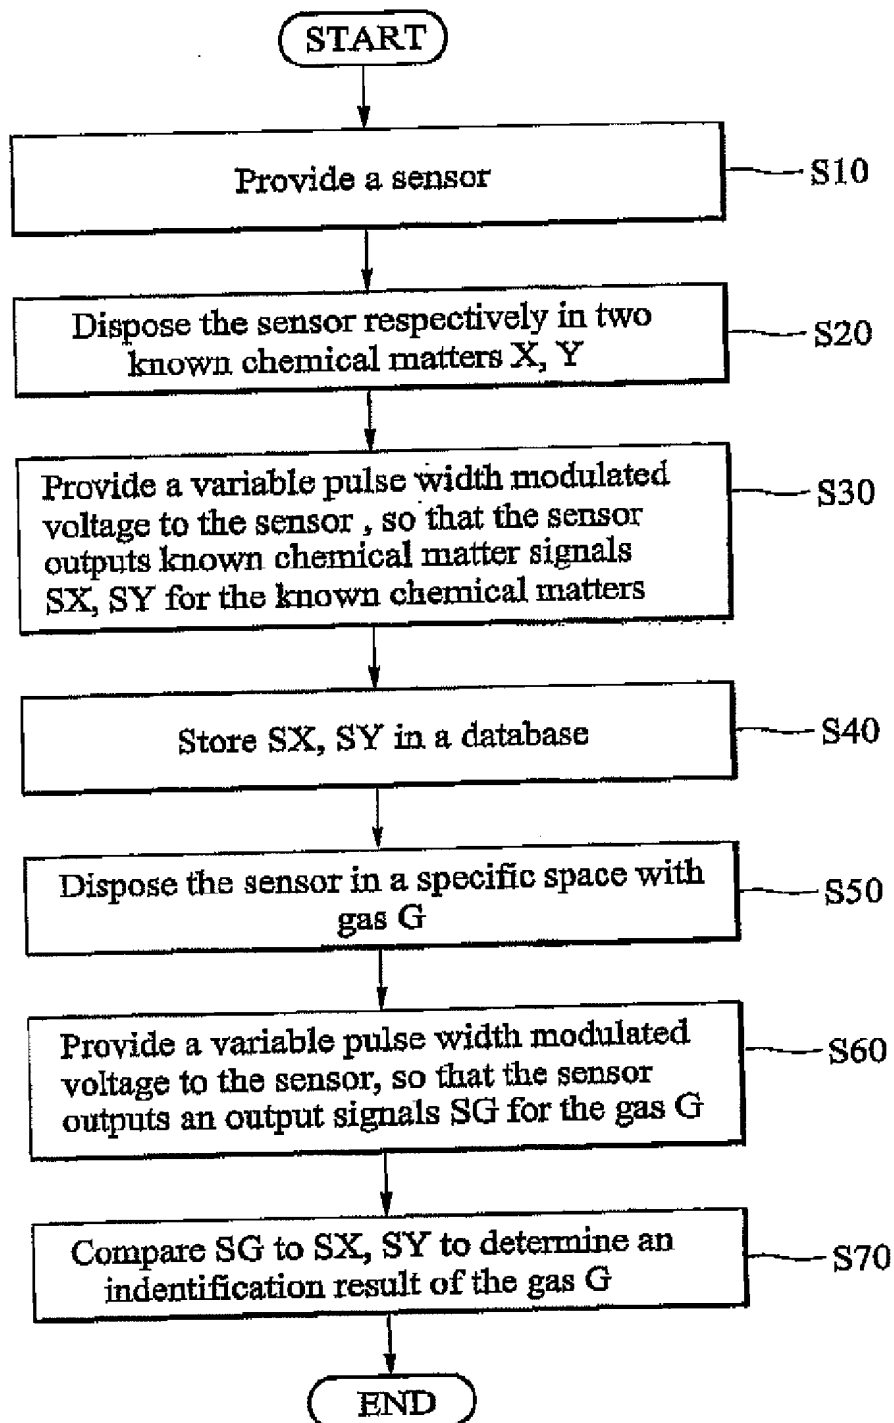 START
Provide a sensor
S10
Dispose the sensor respectively in two
known chemical matters X, Y
S20
Provide a variable pulse width modulated
voltage to the sensor , so that the sensor
outputs known chemical matter signals
SX, SY for the known chemical matters
S30
Store SX, SY in a database
S40
Dispose the sensor in a specific space with
gas G
S50
Provide a variable pulse width modulated
voltage to the sensor, so that the sensor
outputs an output signals SG for the gas G
S60
Compare SG to SX, SY to determine an
indentification result of the gas G
S70
END